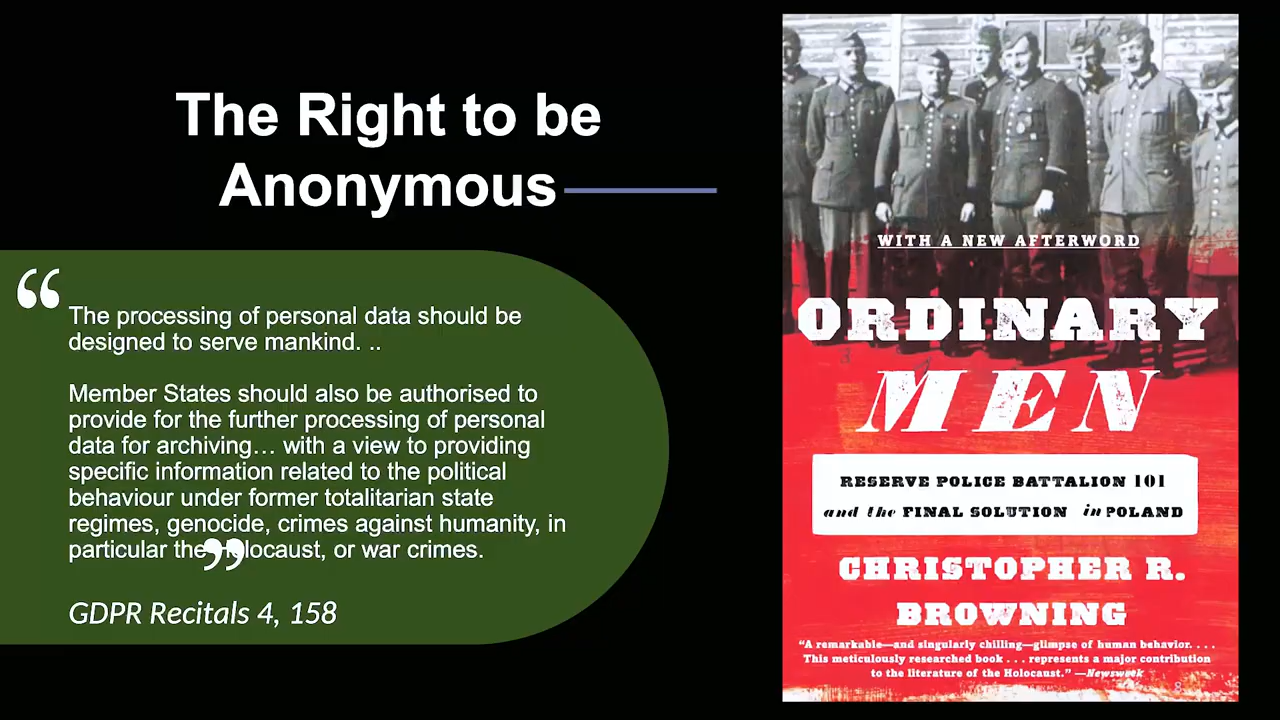 The Right to be
Anonymous
“
The processing of personal data should be
designed to serve mankind. ..
Member States should also be authorised to
provide for the further processing of personal
data for archiving… with a view to providing
specific information related to the political
behaviour under former totalitarian state
regimes, genocide, crimes against humanity, in
particular the Holocaust, or war crimes.
”
GDPR Recitals 4, 158
WITH A NEW AFTERWORD
ORDINARY
MEN
RESERVE POLICE BATTALION 101
and the FINAL SOLUTION in POLAND
CHRISTOPHER R.
BROWNING
“A remarkable—and singularly chilling—glimpse of human behavior. . . .
This meticulously researched book . . . represents a major contribution
to the literature of the Holocaust.” —Newsweek
8